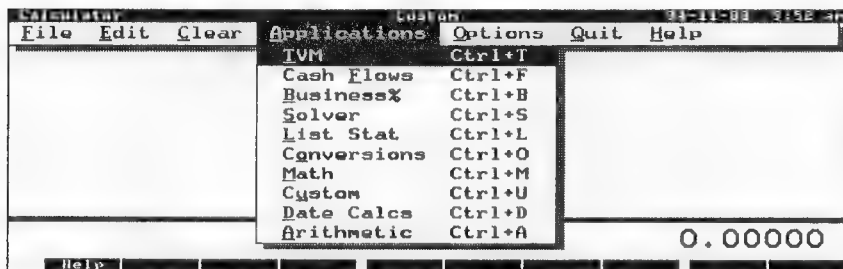 Calculator Custom
File Edit Clear Applications Options Quit Help
TVM Ctrl+T
Cash Flows Ctrl+F
Business% Ctrl+B
Solver Ctrl+S
List Stat Ctrl+L
Conversions Ctrl+O
Math Ctrl+M
Custom Ctrl+U
Date Calcs Ctrl+D
Arithmetic Ctrl+A
0.00000
Help